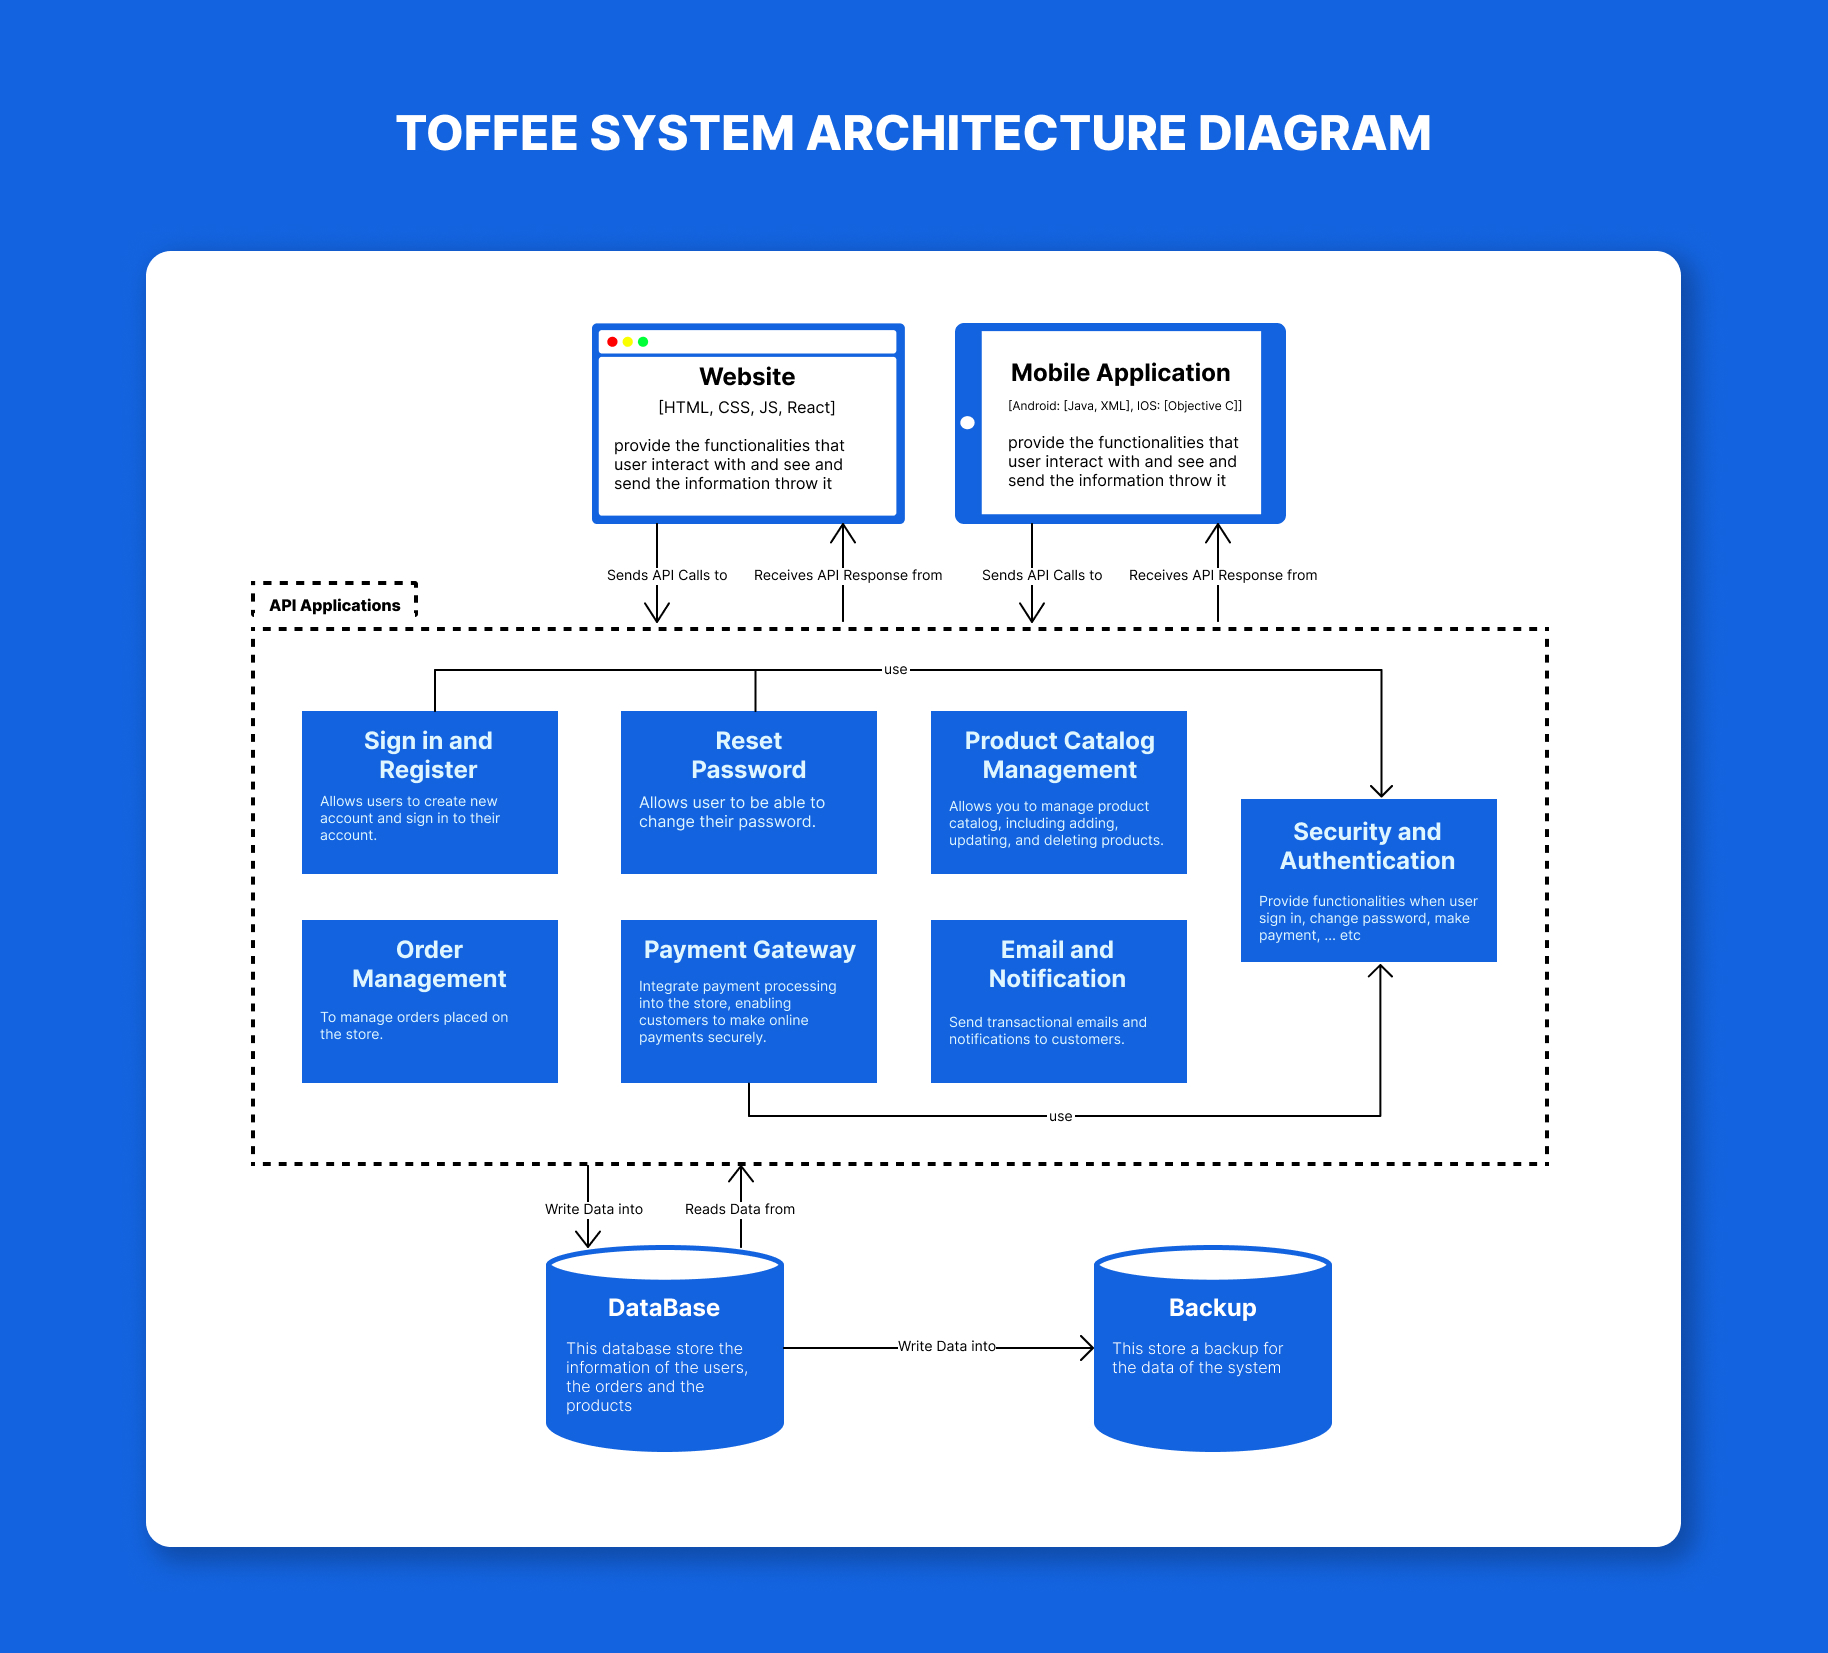 TOFFEE SYSTEM ARCHITECTURE DIAGRAM
Website
[HTML, CSS, JS, React]
provide the functionalities that
user interact with and see and
send the information throw it
Mobile Application
[Android: [Java, XML], IOS: [Objective C]]
provide the functionalities that
user interact with and see and
send the information throw it
Sends API Calls to
Receives API Response from
Sends API Calls to
Receives API Response from
API Applications
use
Sign in and
Register
Allows users to create new
account and sign in to their
account.
Reset
Password
Allows user to be able to
change their password.
Product Catalog
Management
Allows you to manage product
catalog, including adding,
updating, and deleting products.
Security and
Authentication
Provide functionalities when user
sign in, change password, make
payment, ... etc
Order
Management
To manage orders placed on
the store.
Payment Gateway
Integrate payment processing
into the store, enabling
customers to make online
payments securely.
Email and
Notification
Send transactional emails and
notifications to customers.
use
Write Data into
Reads Data from
DataBase
This database store the
information of the users,
the orders and the
products
Write Data into
Backup
This store a backup for
the data of the system